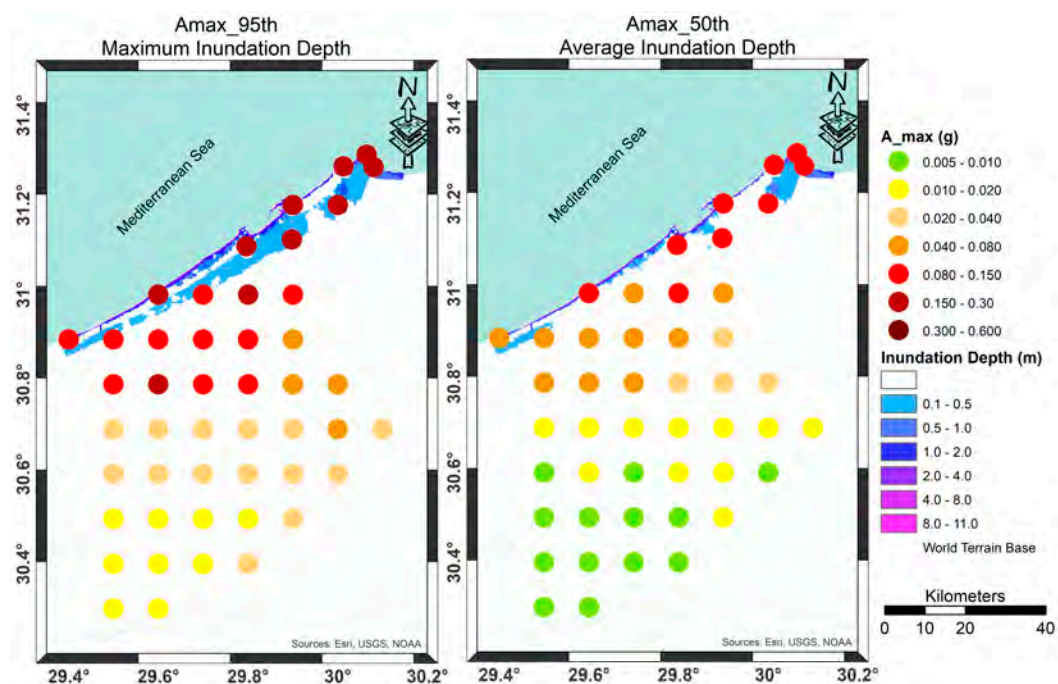 Amax_95th
Maximum Inundation Depth
Amax_50th
Average Inundation Depth
31.4°
31.2°
31°
30.8°
30.6°
30.4°
N
Mediterranean Sea
Sources: Esri, USGS, NOAA
29.4°
29.6°
29.8°
30°
30.2°
31.4°
31.2°
31°
30.8°
30.6°
30.4°
N
Mediterranean Sea
Sources: Esri, USGS, NOAA
29.4°
29.6°
29.8°
30°
30.2°
A_max (g)
0.005 - 0.010
0.010 - 0.020
0.020 - 0.040
0.040 - 0.080
0.080 - 0.150
0.150 - 0.30
0.300 - 0.600
Inundation Depth (m)
0.1 - 0.5
0.5 - 1.0
1.0 - 2.0
2.0 - 4.0
4.0 - 8.0
8.0 - 11.0
World Terrain Base
Kilometers
0 10 20 40